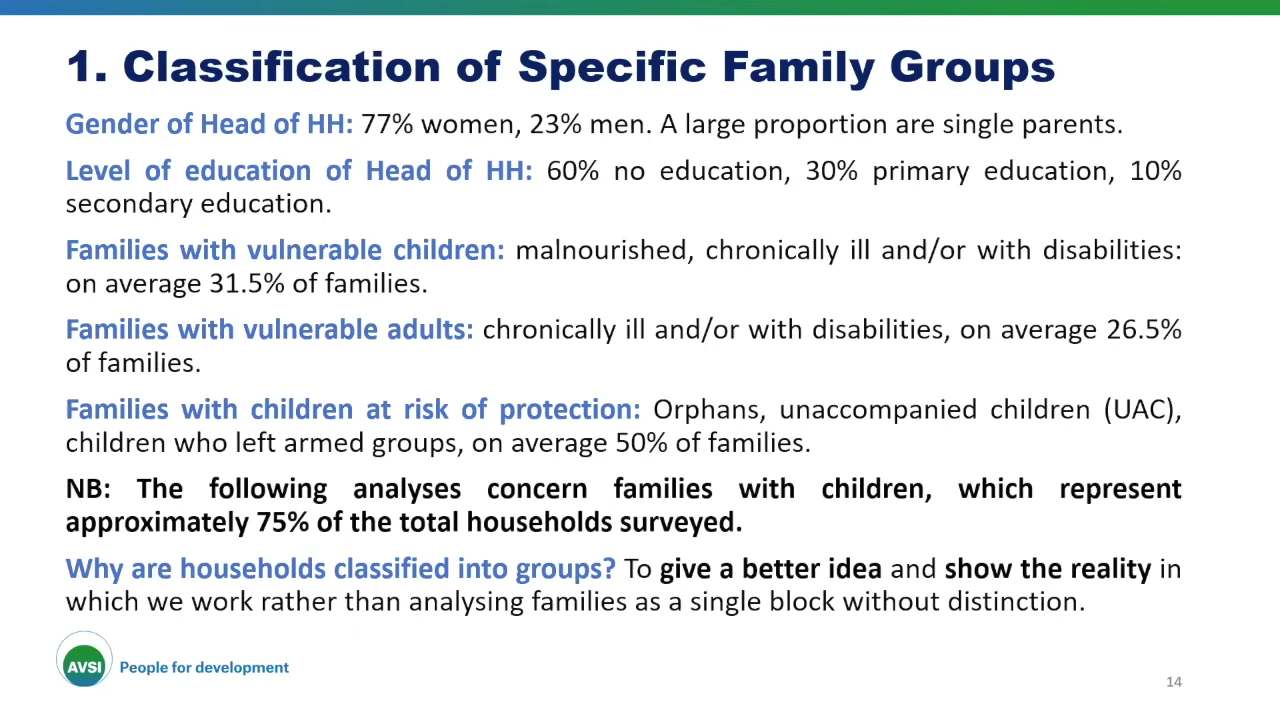 1. Classification of Specific Family Groups
Gender of Head of HH: 77% women, 23% men. A large proportion are single parents.
Level of education of Head of HH: 60% no education, 30% primary education, 10%
secondary education.
Families with vulnerable children: malnourished, chronically ill and/or with disabilities:
on average 31.5% of families.
Families with vulnerable adults: chronically ill and/or with disabilities, on average 26.5%
of families.
Families with children at risk of protection: Orphans, unaccompanied children (UAC),
children who left armed groups, on average 50% of families.
NB: The following analyses concern families with children, which represent
approximately 75% of the total households surveyed.
Why are households classified into groups? To give a better idea and show the reality in
which we work rather than analysing families as a single block without distinction.
AVSI People for development
14